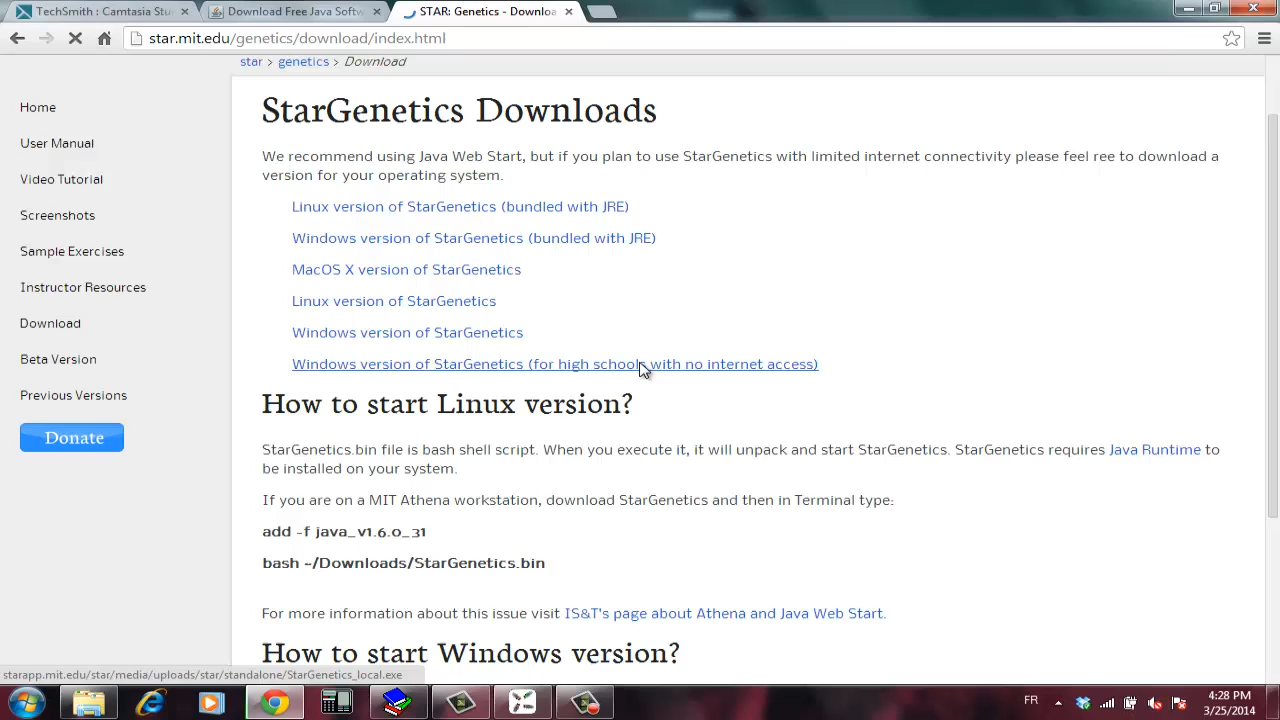 TechSmith - Camtasia Stu
Download Free Java Softw
STAR: Genetics - Downloa
star.mit.edu/genetics/download/index.html
star > genetics > Download
Home
User Manual
Video Tutorial
Screenshots
Sample Exercises
Instructor Resources
Download
Beta Version
Previous Versions
Donate
StarGenetics Downloads
We recommend using Java Web Start, but if you plan to use StarGenetics with limited internet connectivity please feel ree to download a
version for your operating system.
Linux version of StarGenetics (bundled with JRE)
Windows version of StarGenetics (bundled with JRE)
MacOS X version of StarGenetics
Linux version of StarGenetics
Windows version of StarGenetics
Windows version of StarGenetics (for high schools with no internet access)
How to start Linux version?
StarGenetics.bin file is bash shell script. When you execute it, it will unpack and start StarGenetics. StarGenetics requires Java Runtime to
be installed on your system.
If you are on a MIT Athena workstation, download StarGenetics and then in Terminal type:
add -f java_v1.6.0_31
bash ~/Downloads/StarGenetics.bin
For more information about this issue visit IS&T's page about Athena and Java Web Start.
How to start Windows version?
starapp.mit.edu/star/media/uploads/star/standalone/StarGenetics_local.exe
FR
4:28 PM
3/25/2014